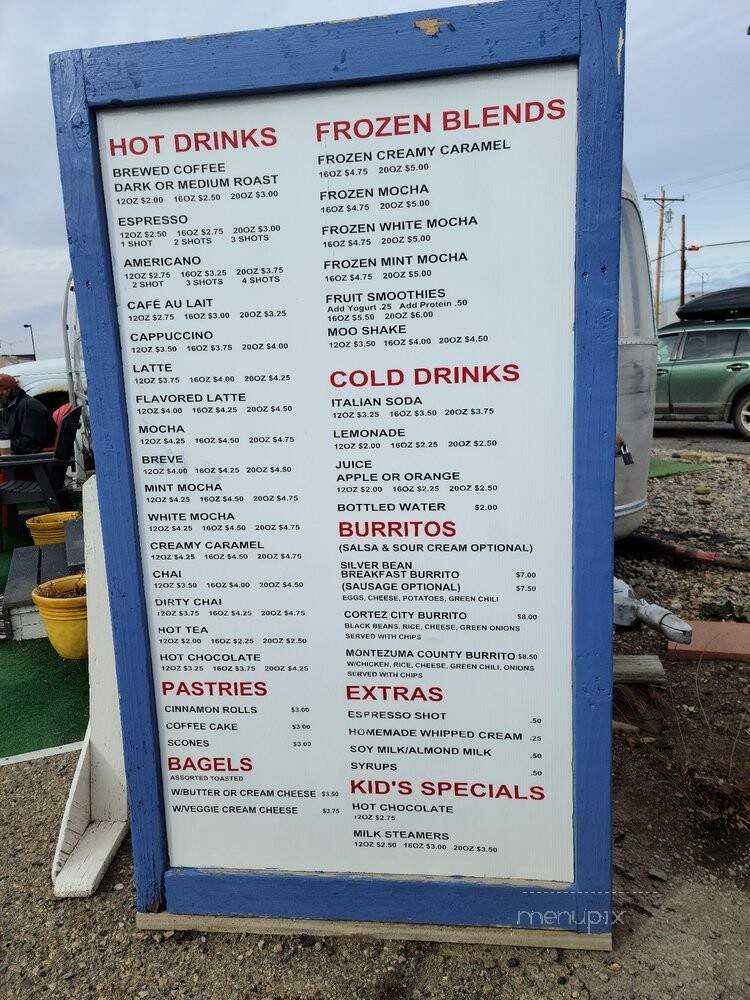 HOT DRINKS
BREWED COFFEE
DARK OR MEDIUM ROAST
12OZ $2.00 16OZ $2.50 20OZ $3.00
ESPRESSO
12OZ $2.50 16OZ $2.75 20OZ $3.00
1 SHOT 2 SHOTS 3 SHOTS
AMERICANO
12OZ $2.75 16OZ $3.25 20OZ $3.75
2 SHOT 3 SHOTS 4 SHOTS
CAFÉ AU LAIT
12OZ $2.75 16OZ $3.00 20OZ $3.25
CAPPUCCINO
12OZ $3.50 16OZ $3.75 20OZ $4.00
LATTE
12OZ $3.75 16OZ $4.00 20OZ $4.25
FLAVORED LATTE
12OZ $4.00 16OZ $4.25 20OZ $4.50
MOCHA
12OZ $4.25 16OZ $4.50 20OZ $4.75
BREVE
12OZ $4.00 16OZ $4.25 20OZ $4.50
MINT MOCHA
12OZ $4.25 16OZ $4.50 20OZ $4.75
WHITE MOCHA
12OZ $4.25 16OZ $4.50 20OZ $4.75
CREAMY CARAMEL
12OZ $4.25 16OZ $4.50 20OZ $4.75
CHAI
12OZ $3.50 16OZ $4.00 20OZ $4.50
DIRTY CHAI
12OZ $3.75 16OZ $4.25 20OZ $4.75
HOT TEA
12OZ $2.00 16OZ $2.25 20OZ $2.50
HOT CHOCOLATE
12OZ $3.25 16OZ $3.75 20OZ $4.25
PASTRIES
CINNAMON ROLLS $3.00
COFFEE CAKE $3.00
SCONES $3.00
BAGELS
ASSORTED TOASTED
W/BUTTER OR CREAM CHEESE $3.50
W/VEGGIE CREAM CHEESE $3.75
FROZEN BLENDS
FROZEN CREAMY CARAMEL
16OZ $4.75 20OZ $5.00
FROZEN MOCHA
16OZ $4.75 20OZ $5.00
FROZEN WHITE MOCHA
16OZ $4.75 20OZ $5.00
FROZEN MINT MOCHA
16OZ $4.75 20OZ $5.00
FRUIT SMOOTHIES
Add Yogurt .25 Add Protein .50
16OZ $5.50 20OZ $6.00
MOO SHAKE
12OZ $3.50 16OZ $4.00 20OZ $4.50
COLD DRINKS
ITALIAN SODA
12OZ $3.25 16OZ $3.50 20OZ $3.75
LEMONADE
12OZ $2.00 16OZ $2.25 20OZ $2.50
JUICE
APPLE OR ORANGE
12OZ $2.00 16OZ $2.25 20OZ $2.50
BOTTLED WATER $2.00
BURRITOS
(SALSA & SOUR CREAM OPTIONAL)
SILVER BEAN
BREAKFAST BURRITO $7.00
(SAUSAGE OPTIONAL) $7.50
EGGS, CHEESE, POTATOES, GREEN CHILI
CORTEZ CITY BURRITO $8.00
BLACK BEANS, RICE, CHEESE, GREEN ONIONS
SERVED WITH CHIPS
MONTEZUMA COUNTY BURRITO $8.50
W/CHICKEN, RICE, CHEESE, GREEN CHILI, ONIONS
SERVED WITH CHIPS
EXTRAS
ESPRESSO SHOT .50
HOMEMADE WHIPPED CREAM .25
SOY MILK/ALMOND MILK .50
SYRUPS .50
KID'S SPECIALS
HOT CHOCOLATE
12OZ $2.75
MILK STEAMERS
12OZ $2.50 16OZ $3.00 20OZ $3.50
menupix